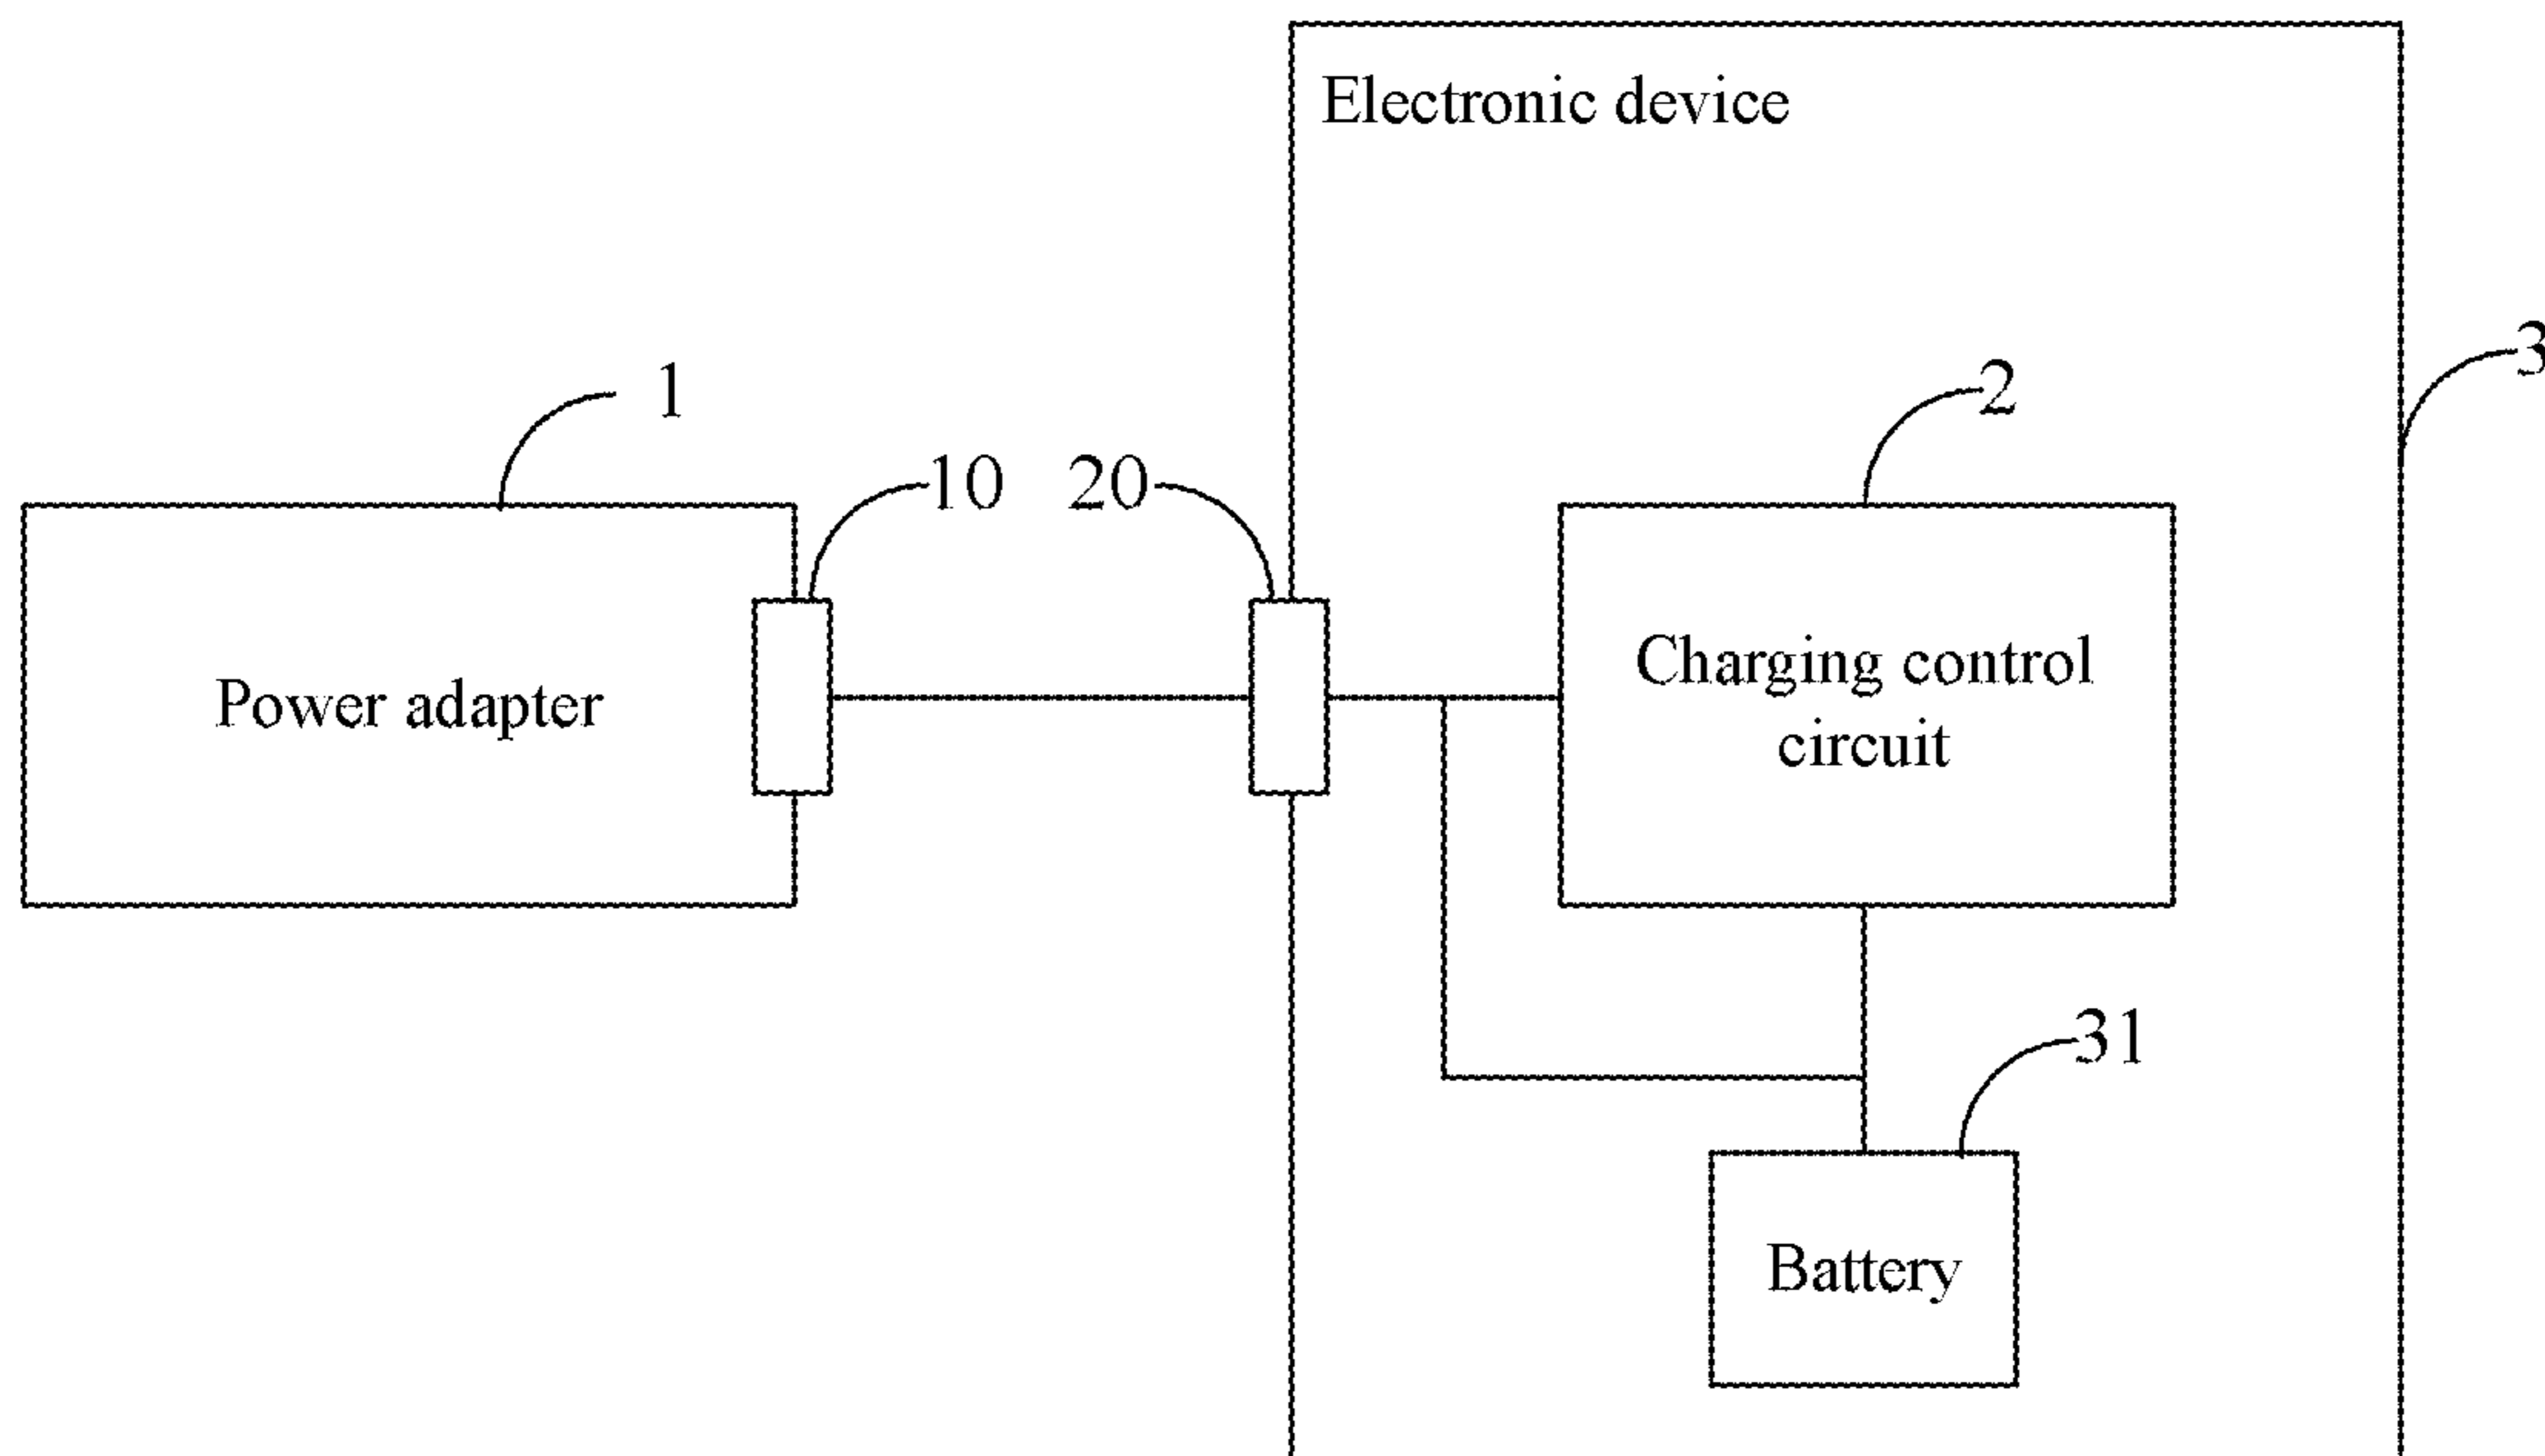 Electronic device
3
1
2
10
20
Charging control
circuit
Power adapter
31
Battery